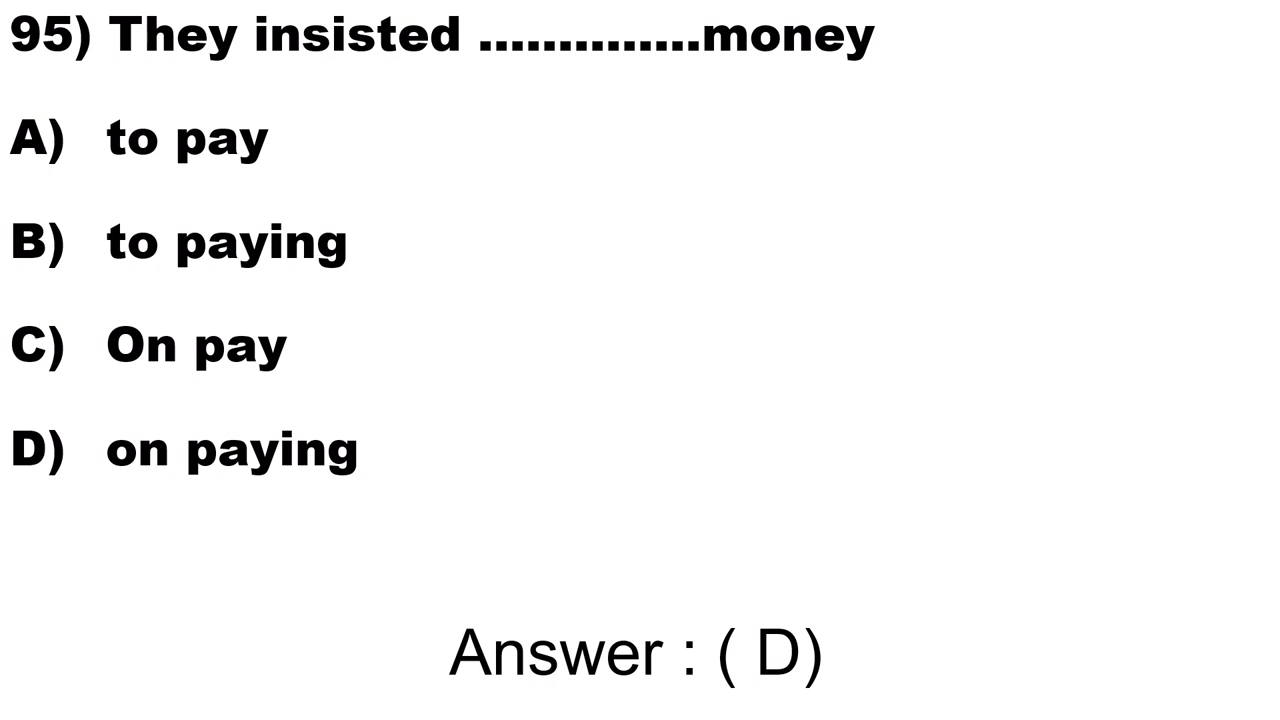 95) They insisted ..............money
A) to pay
B) to paying
C) On pay
D) on paying
Answer : ( D)